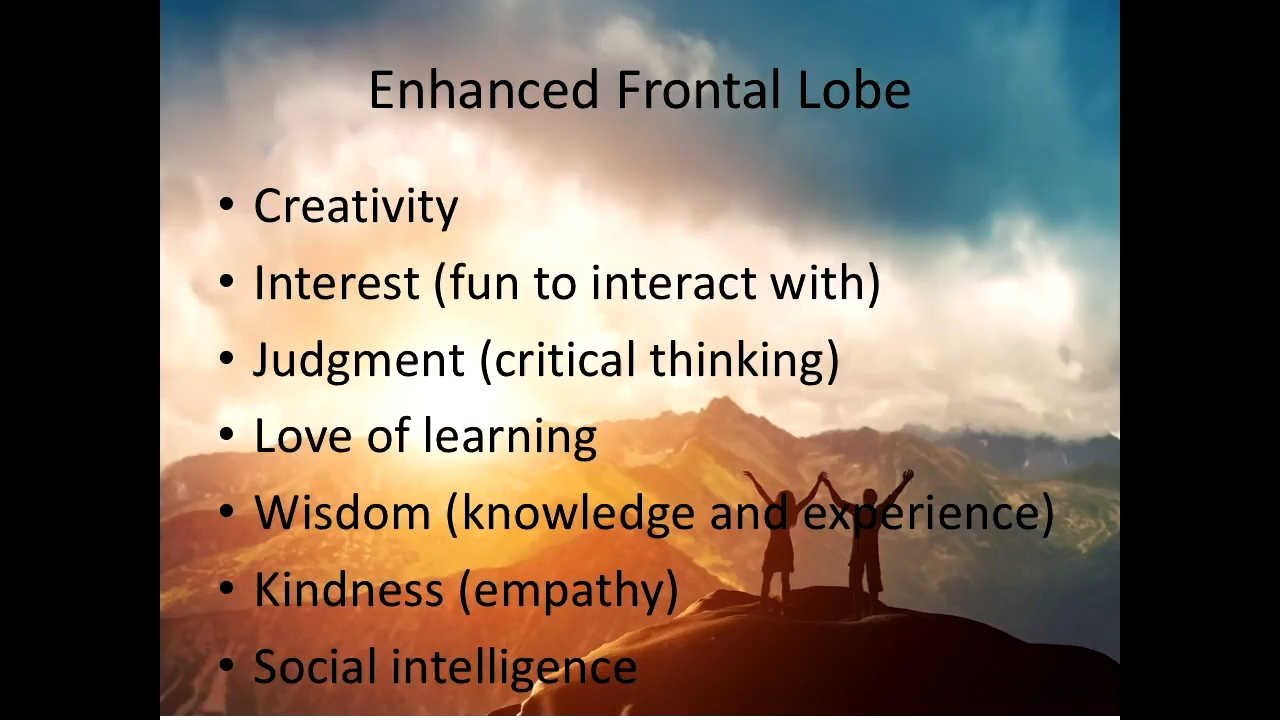 Enhanced Frontal Lobe
• Creativity
• Interest (fun to interact with)
• Judgment (critical thinking)
• Love of learning
• Wisdom (knowledge and experience)
• Kindness (empathy)
• Social intelligence